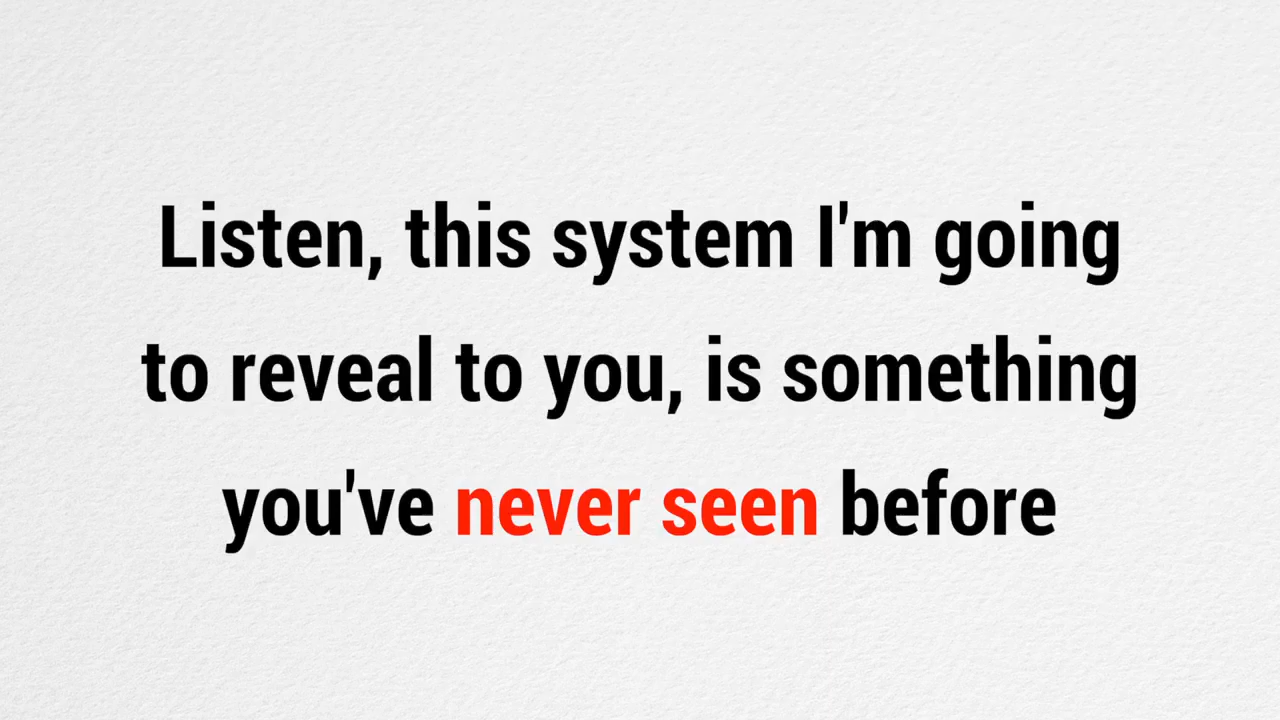 Listen, this system I'm going
to reveal to you, is something
you've never seen before